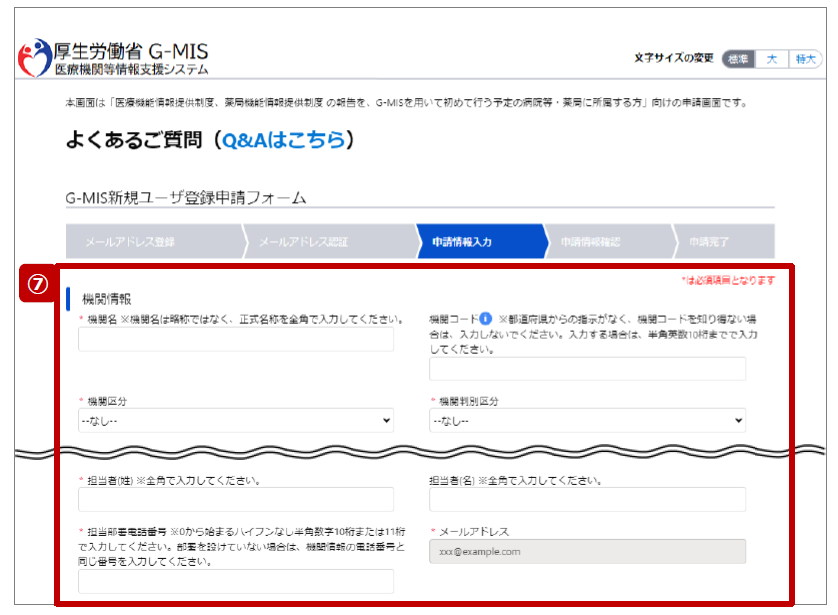 厚生労働省 G-MIS
医療機関等情報支援システム
文字サイズの変更 標準 大 特大
本画面は「医療機能情報提供制度、薬局機能情報提供制度 の報告を、G-MISを用いて初めて行う予定の病院等・薬局に所属する方」向けの申請画面です。
よくあるご質問（Q&Aはこちら）
G-MIS新規ユーザ登録申請フォーム
メールアドレス登録 メールアドレス認証 申請情報入力 申請情報確認 申請完了
⑦
*は必須項目となります
機関情報
* 機関名 ※機関名は略称ではなく、正式名称を全角で入力してください。
機関コード i ※都道府県からの指示がなく、機関コードを知り得ない場
合は、入力しないでください。入力する場合は、半角英数10桁までで入力
してください。
* 機関区分
--なし--
* 機関判別区分
--なし--
* 担当者(姓) ※全角で入力してください。
担当者(名) ※全角で入力してください。
* 担当部署電話番号 ※0から始まるハイフンなし半角数字10桁または11桁
で入力してください。部署を設けていない場合は、機関情報の電話番号と
同じ番号を入力してください。
* メールアドレス
xxx@example.com